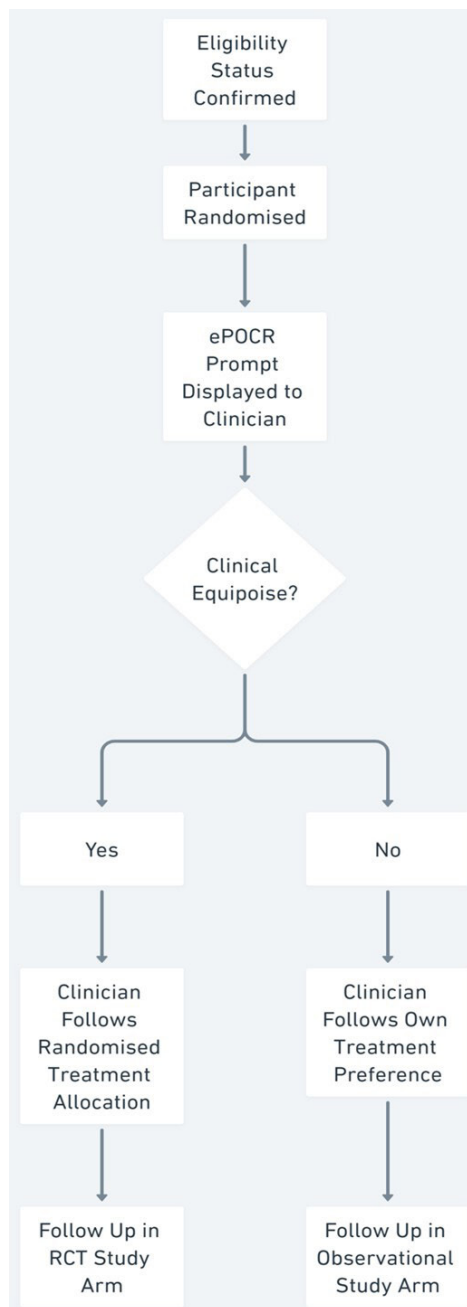 Eligibility
Status
Confirmed
Participant
Randomised
ePOCR
Prompt
Displayed to
Clinician
Clinical
Equipoise?
Yes
No
Clinician
Follows
Randomised
Treatment
Allocation
Clinician
Follows Own
Treatment
Preference
Follow Up in
RCT Study
Arm
Follow Up in
Observational
Study Arm